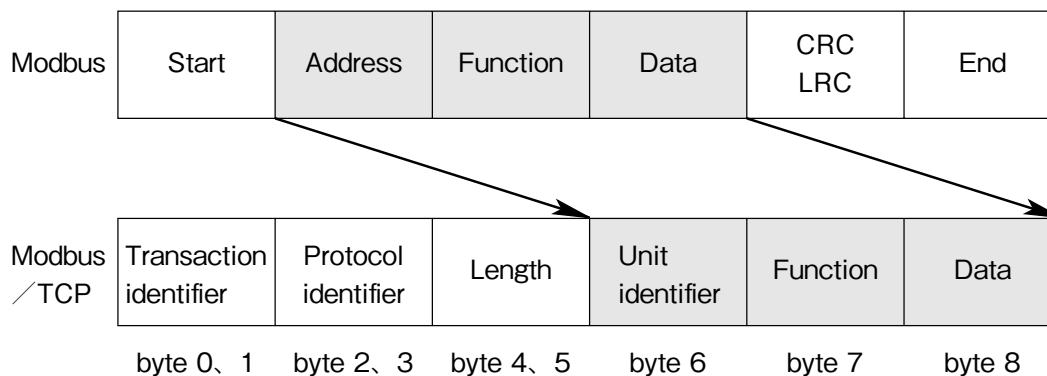 Modbus
Start
Address
Function
Data
CRC
LRC
End
Modbus
／TCP
Transaction
identifier
Protocol
identifier
Length
Unit
identifier
Function
Data
byte 0、1
byte 2、3
byte 4、5
byte 6
byte 7
byte 8